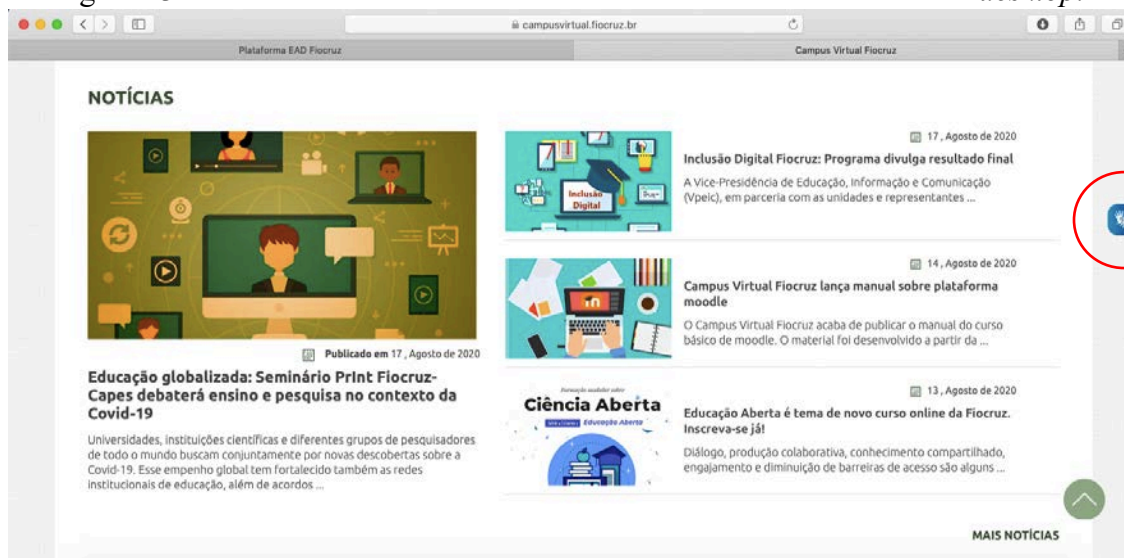 campusvirtual.fiocruz.br
Plataforma EAD Fiocruz
Campus Virtual Fiocruz
NOTÍCIAS
Publicado em 17 , Agosto de 2020
Educação globalizada: Seminário PrInt Fiocruz-
Capes debaterá ensino e pesquisa no contexto da
Covid-19
Universidades, instituições científicas e diferentes grupos de pesquisadores
de todo o mundo buscam conjuntamente por novas descobertas sobre a
Covid-19. Esse empenho global tem fortalecido também as redes
institucionais de educação, além de acordos ...
Inclusão
Digital
17 , Agosto de 2020
Inclusão Digital Fiocruz: Programa divulga resultado final
A Vice-Presidência de Educação, Informação e Comunicação
(Vpeic), em parceria com as unidades e representantes ...
14 , Agosto de 2020
Campus Virtual Fiocruz lança manual sobre plataforma
moodle
O Campus Virtual Fiocruz acaba de publicar o manual do curso
básico de moodle. O material foi desenvolvido a partir da ...
Formação modular sobre
Ciência Aberta
Educação Aberta
13 , Agosto de 2020
Educação Aberta é tema de novo curso online da Fiocruz.
Inscreva-se já!
Diálogo, produção colaborativa, conhecimento compartilhado,
engajamento e diminuição de barreiras de acesso são alguns ...
MAIS NOTÍCIAS